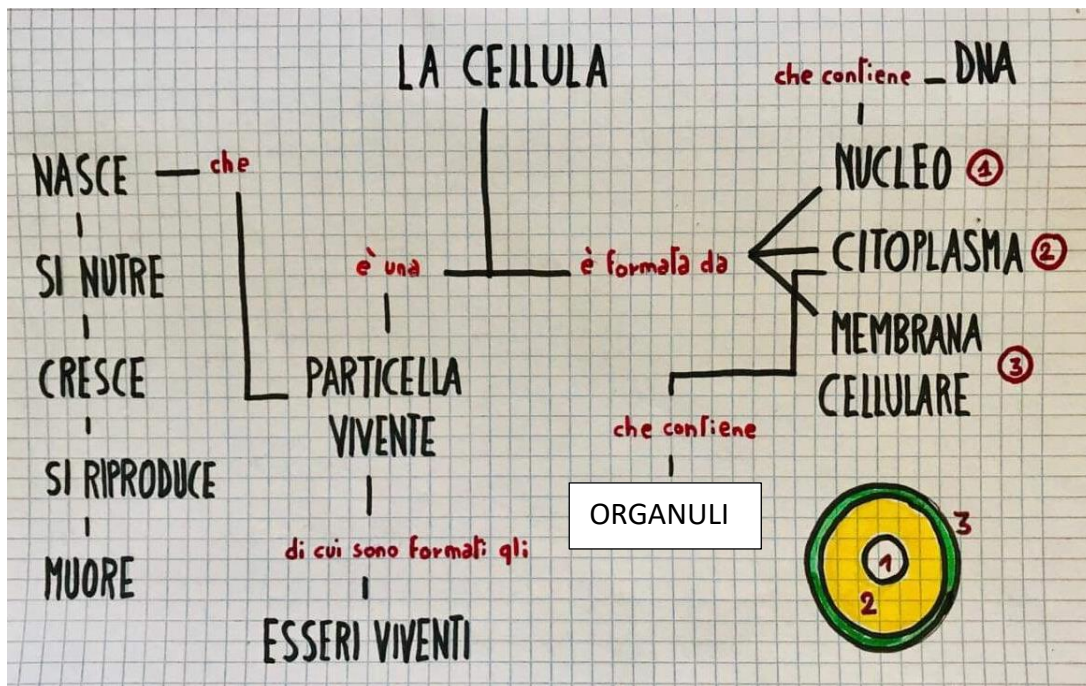 LA CELLULA
che contiene - DNA
NUCLEO 1
NASCE - che
CITOPLASMA 2
è una
è formata da
SI NUTRE
MEMBRANA
CELLULARE 3
CRESCE
PARTICELLA
VIVENTE
che contiene
SI RIPRODUCE
ORGANULI
di cui sono formati gli
MUORE
ESSERI VIVENTI
3
1
2